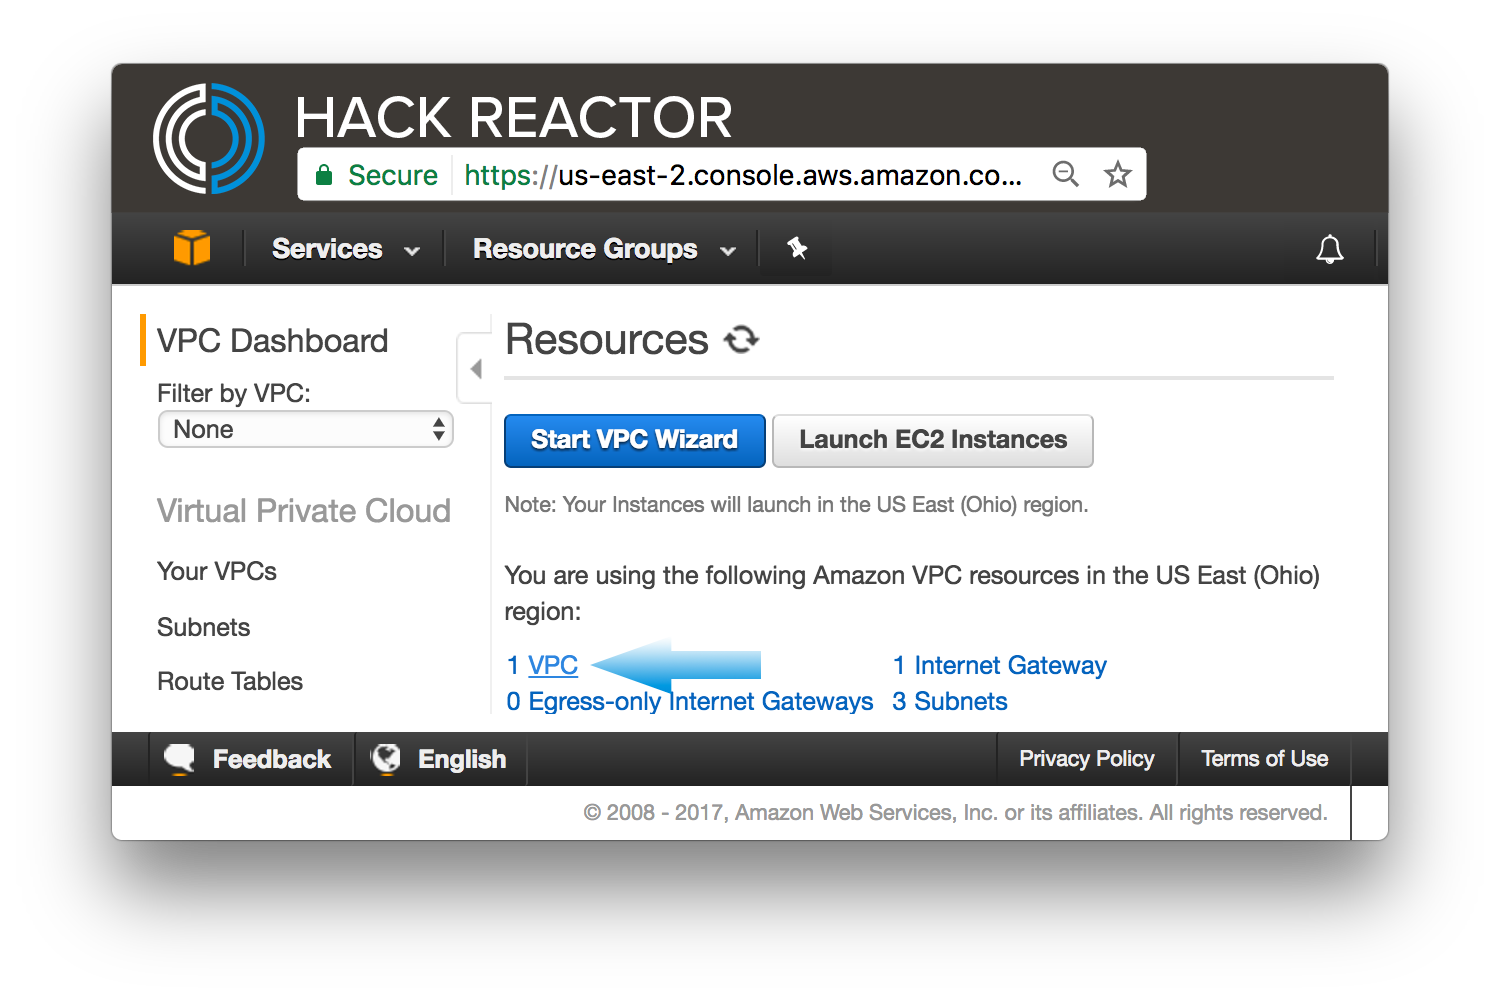 HACK REACTOR
Secure https://us-east-2.console.aws.amazon.co...
Services Resource Groups
VPC Dashboard
Filter by VPC:
None
Virtual Private Cloud
Your VPCs
Subnets
Route Tables
Resources
Start VPC Wizard Launch EC2 Instances
Note: Your Instances will launch in the US East (Ohio) region.
You are using the following Amazon VPC resources in the US East (Ohio)
region:
1 VPC 1 Internet Gateway
0 Egress-only Internet Gateways 3 Subnets
Feedback English Privacy Policy Terms of Use
© 2008 - 2017, Amazon Web Services, Inc. or its affiliates. All rights reserved.